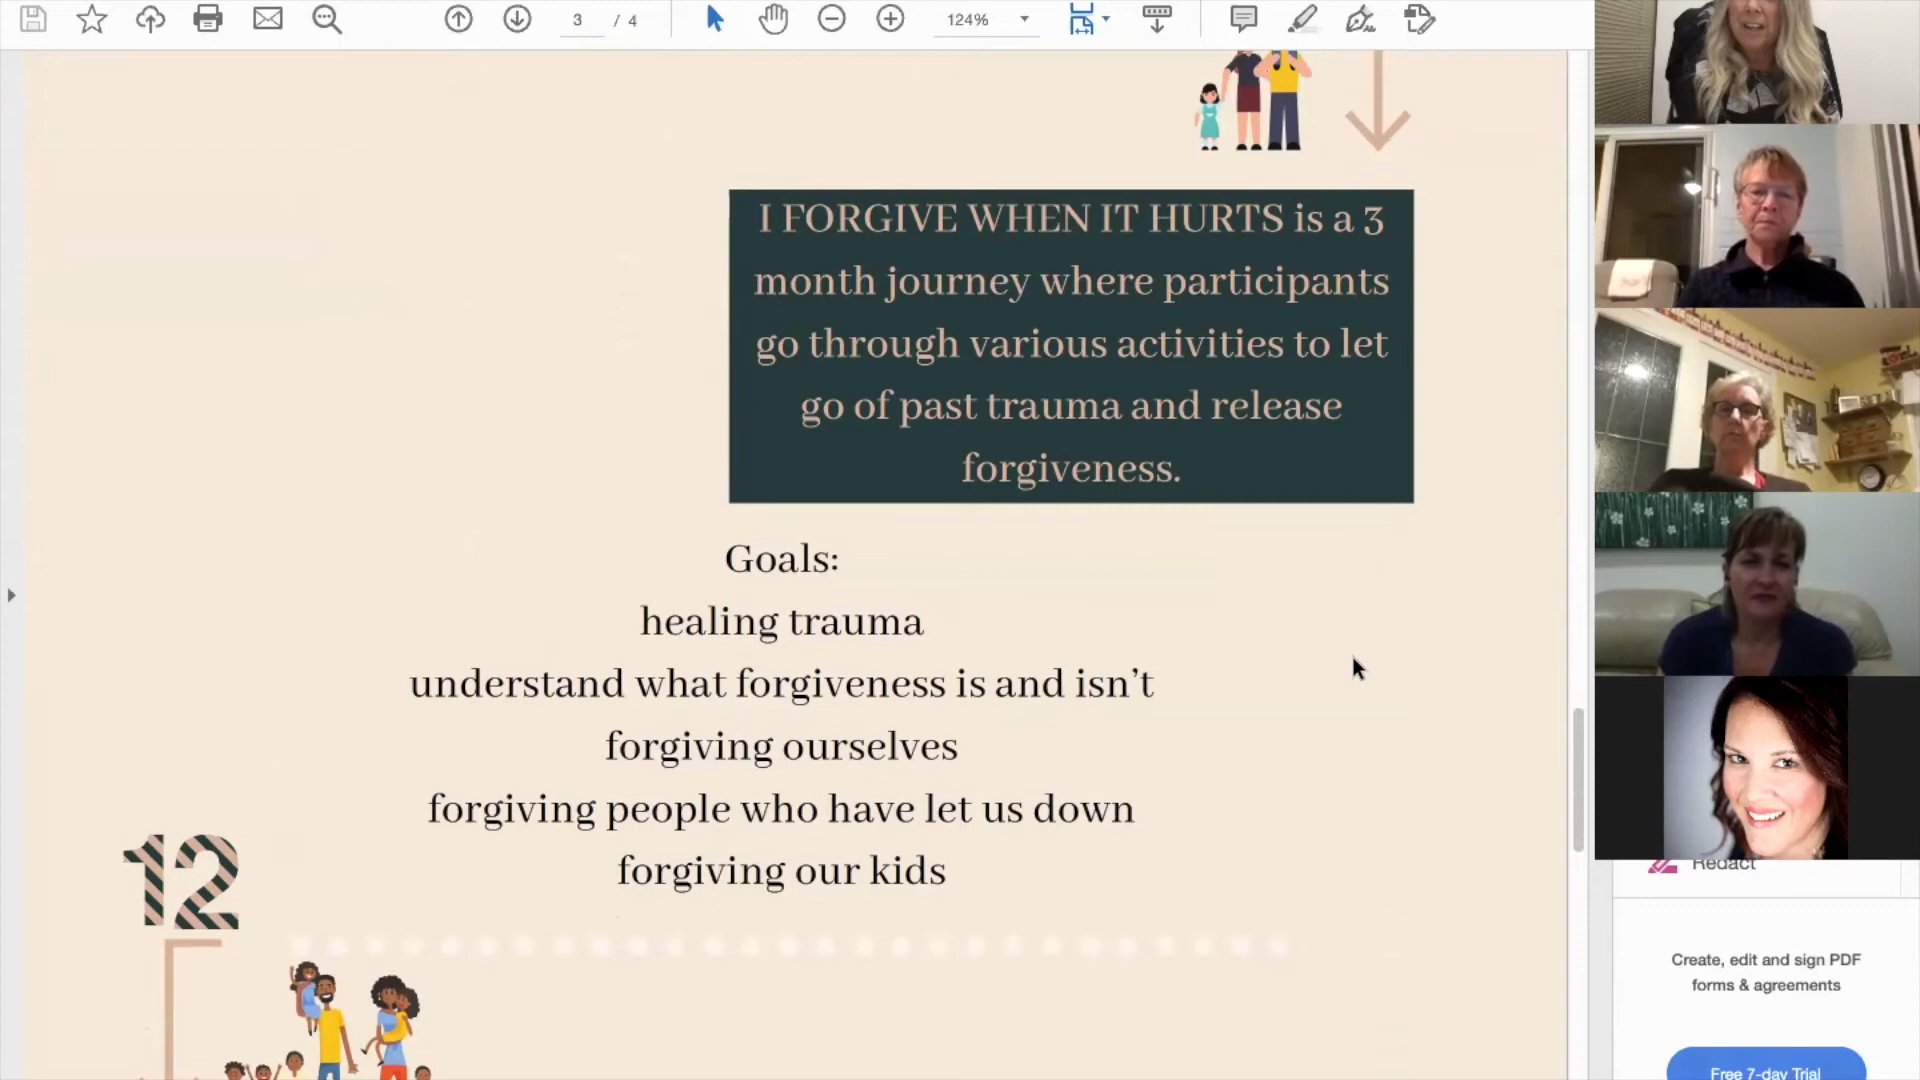 3 / 4
124%
I FORGIVE WHEN IT HURTS is a 3
month journey where participants
go through various activities to let
go of past trauma and release
forgiveness.
Goals:
healing trauma
understand what forgiveness is and isn't
forgiving ourselves
forgiving people who have let us down
forgiving our kids
12
Redact
Create, edit and sign PDF
forms & agreements
Free 7-day Trial